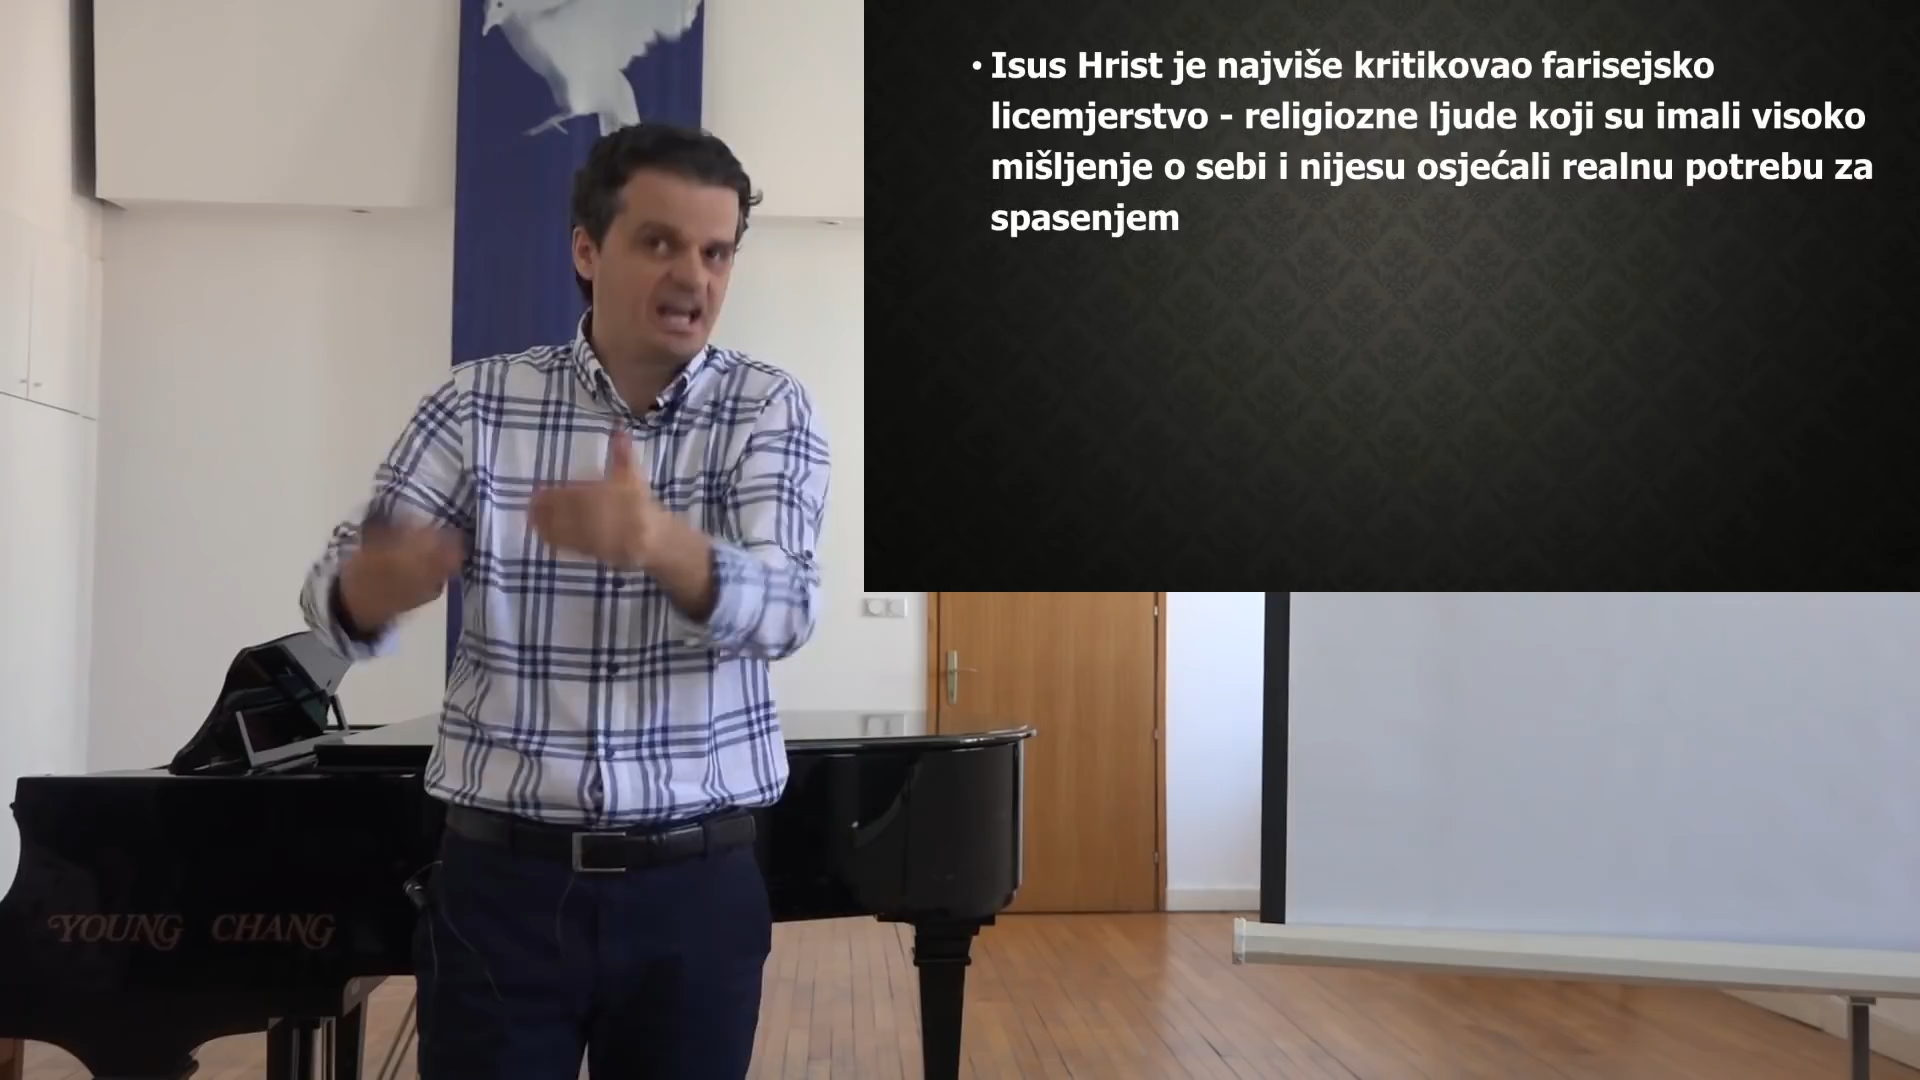 • Isus Hrist je najviše kritikovao farisejsko
licemjerstvo - religiozne ljude koji su imali visoko
mišljenje o sebi i nijesu osjećali realnu potrebu za
spasenjem
YOUNG CHANG